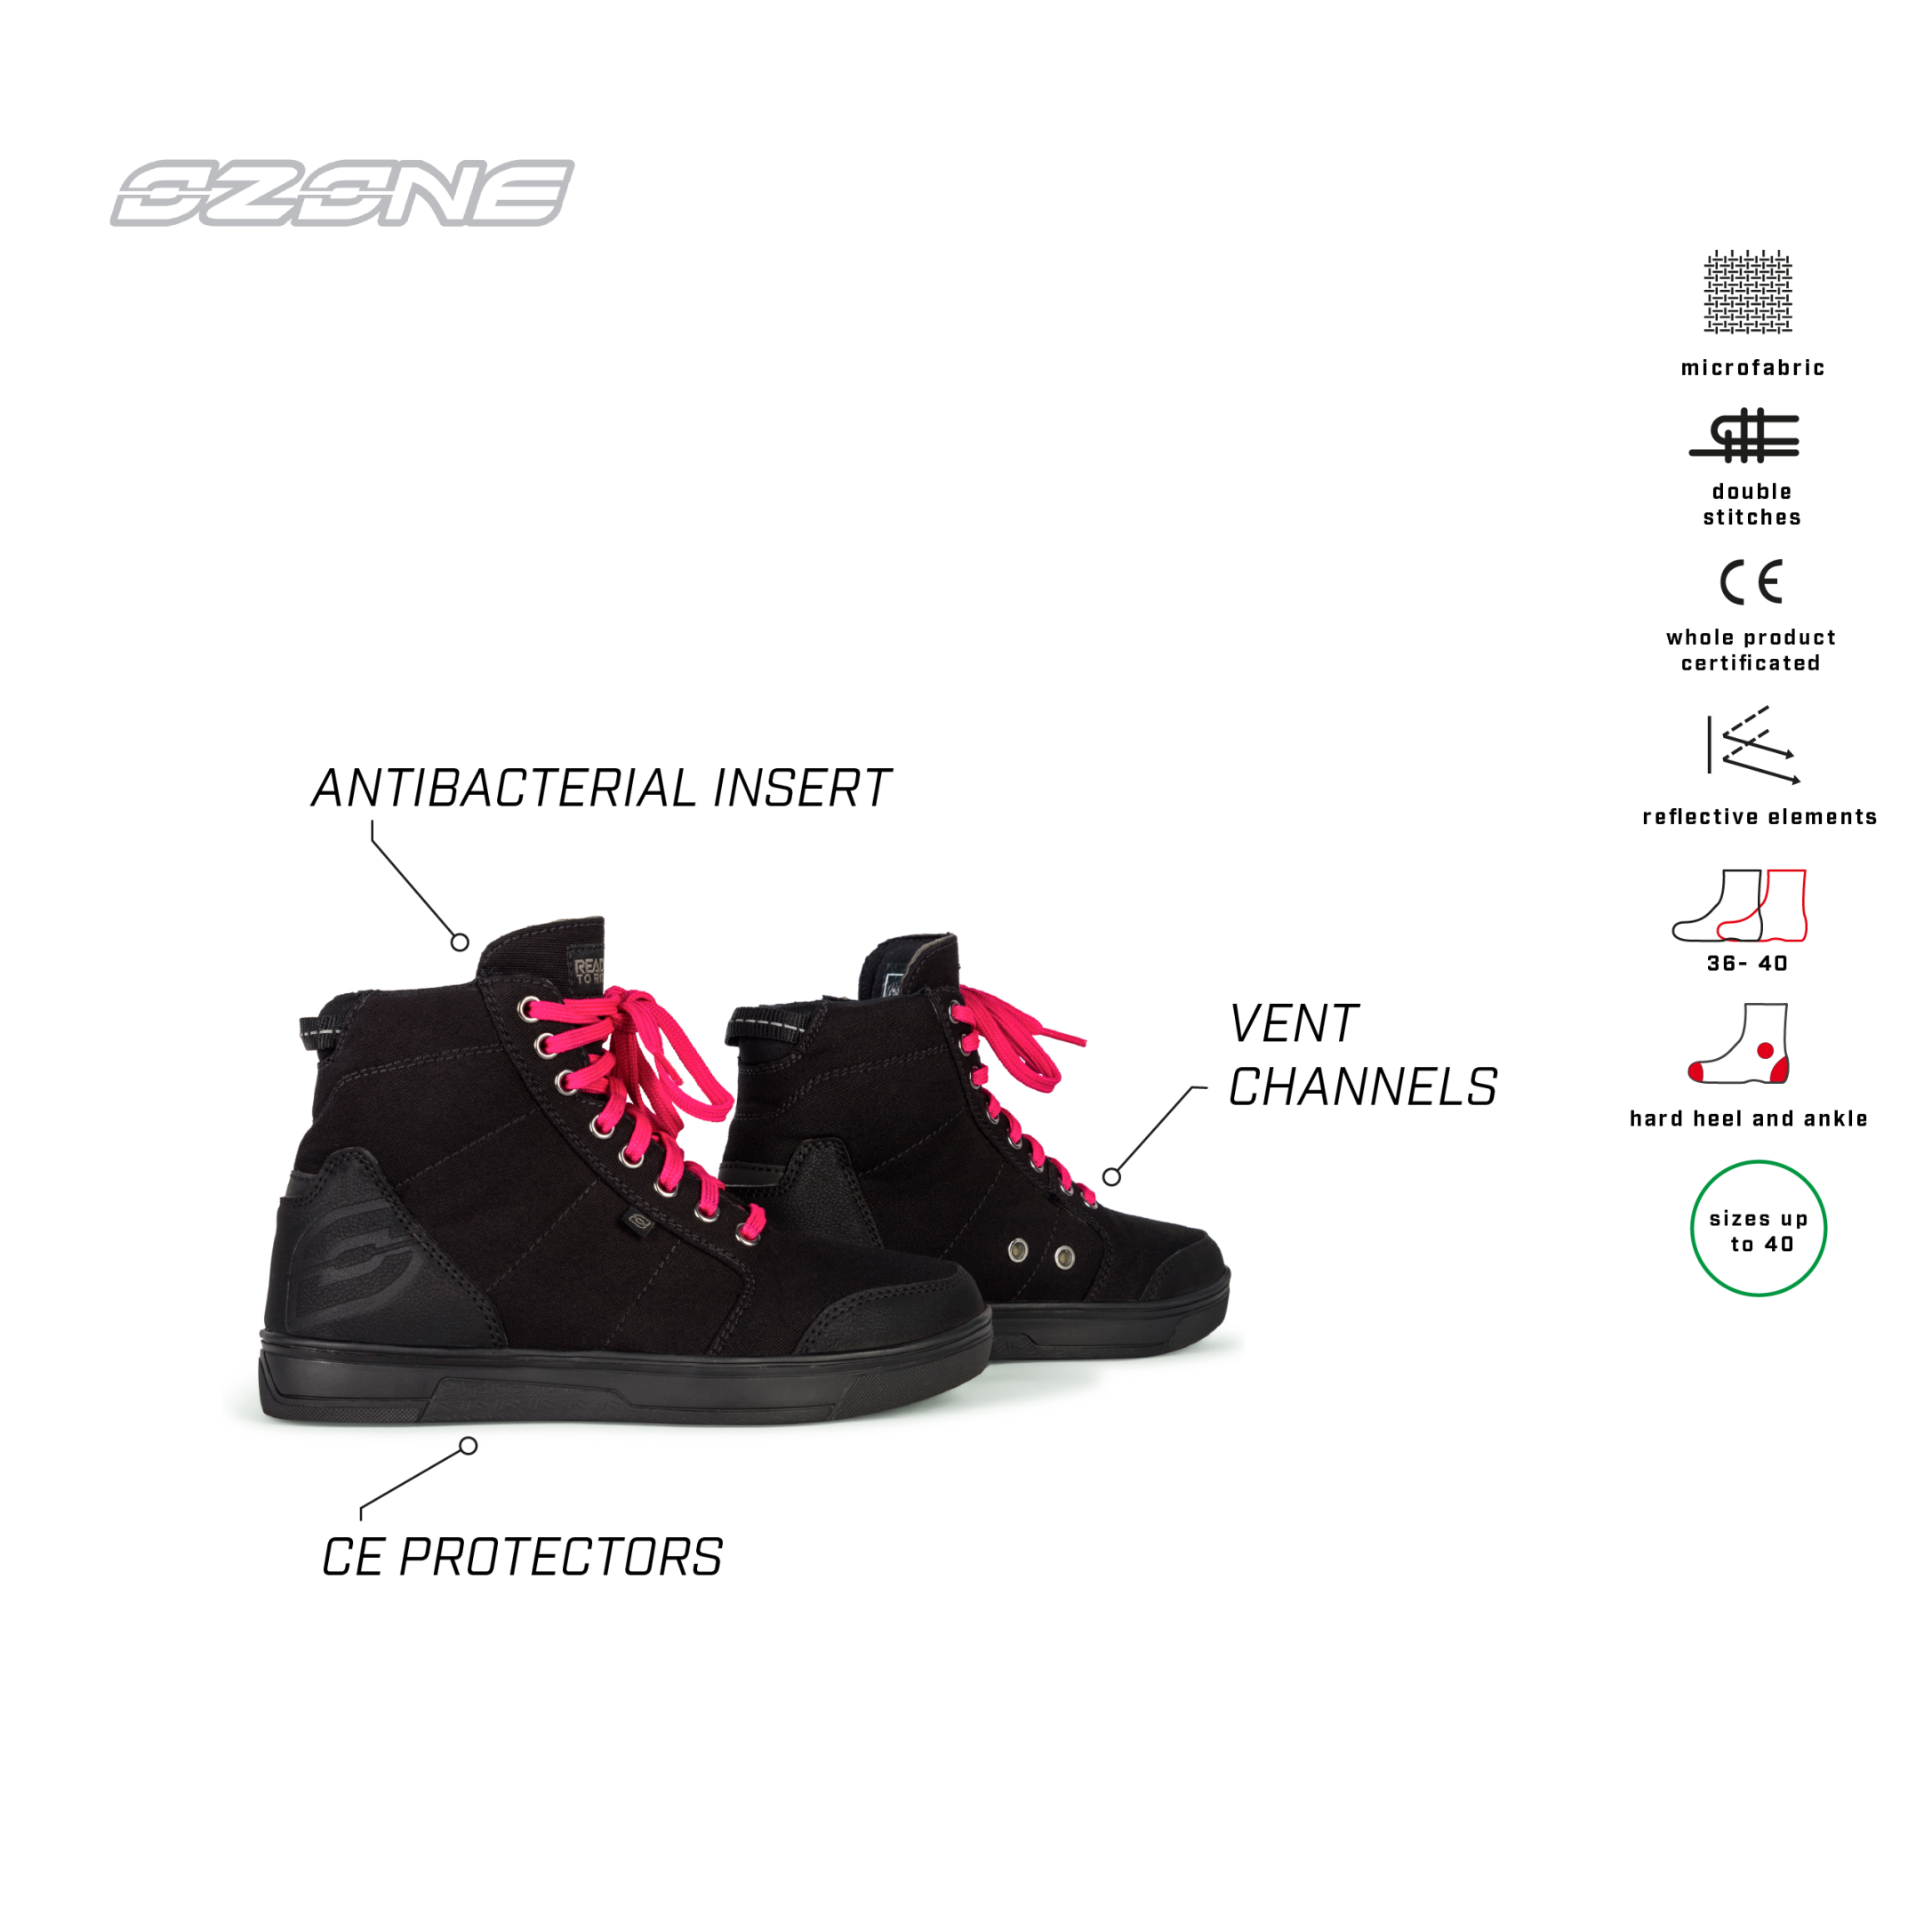 OZONE
microfabric
double
stitches
CE
whole product
certificated
reflective elements
36- 40
hard heel and ankle
sizes up
to 40
ANTIBACTERIAL INSERT
VENT
CHANNELS
CE PROTECTORS
TO